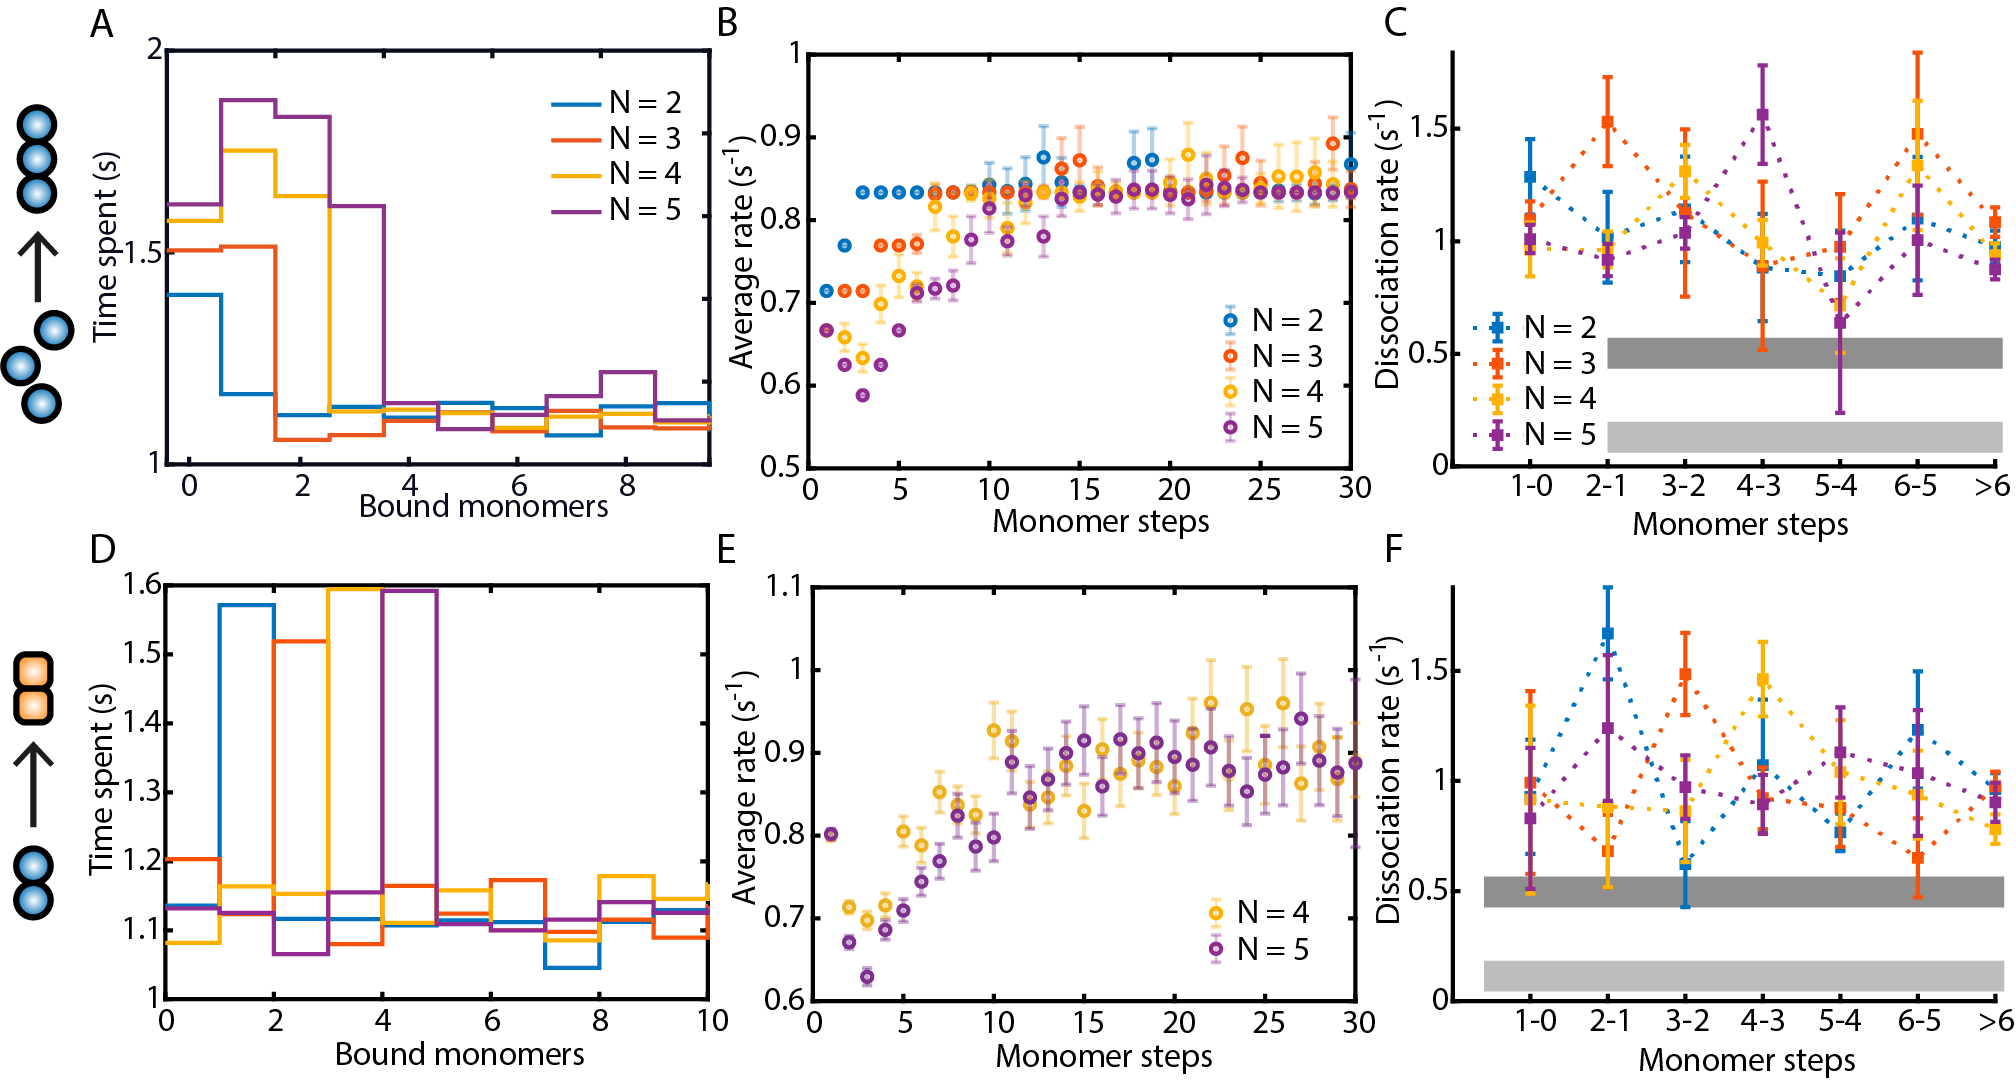 A
Time spent (s)
2
1.5
1
0 2 4 6 8
Bound monomers
N = 2
N = 3
N = 4
N = 5
B
Average rate (s-1)
1
0.9
0.8
0.7
0.6
0.5
0 5 10 15 20 25 30
Monomer steps
N = 2
N = 3
N = 4
N = 5
C
Dissociation rate (s-1)
1.5
1
0.5
0
1-0 2-1 3-2 4-3 5-4 6-5 >6
Monomer steps
N = 2
N = 3
N = 4
N = 5
D
Time spent (s)
1.6
1.5
1.4
1.3
1.2
1.1
1
0 2 4 6 8 10
Bound monomers
E
Average rate (s-1)
1.1
1
0.9
0.8
0.7
0.6
0 5 10 15 20 25 30
Monomer steps
N = 4
N = 5
F
Dissociation rate (s-1)
1.5
1
0.5
0
1-0 2-1 3-2 4-3 5-4 6-5 >6
Monomer steps